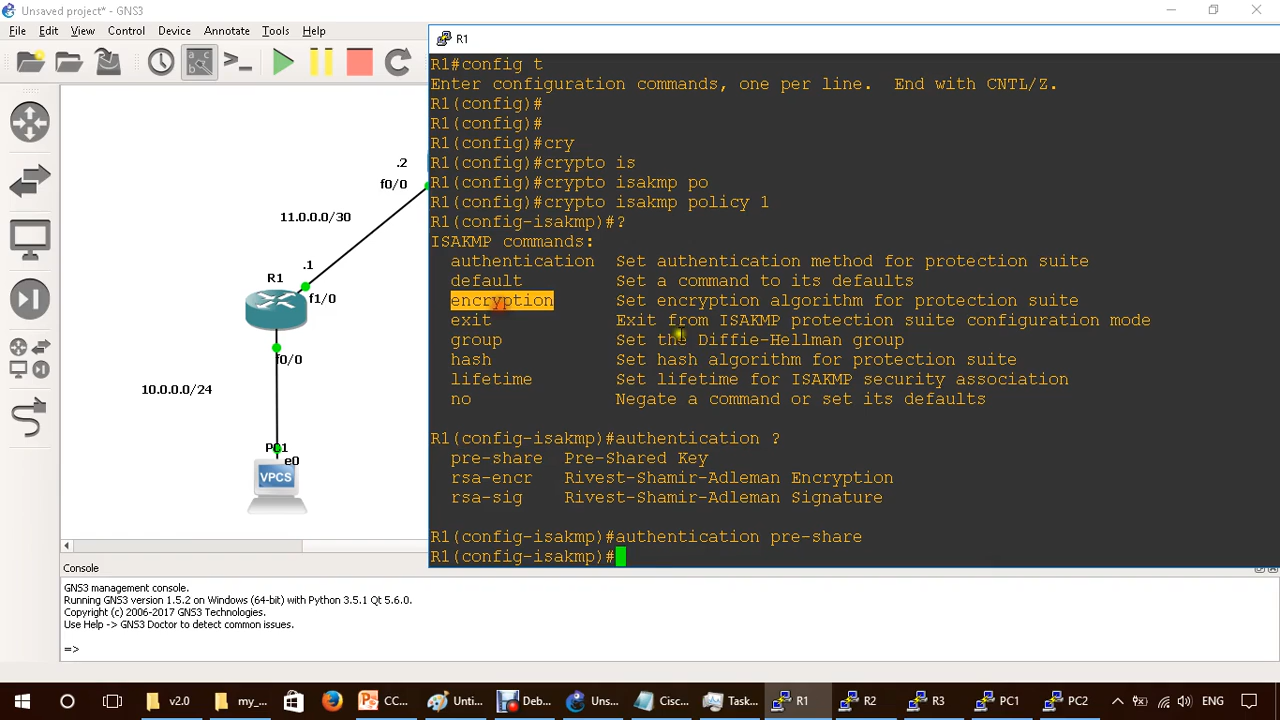 Unsaved project* - GNS3
File Edit View Control Device Annotate Tools Help
R1
R1#config t
Enter configuration commands, one per line.  End with CNTL/Z.
R1(config)#
R1(config)#
R1(config)#cry
R1(config)#crypto is
R1(config)#crypto isakmp po
R1(config)#crypto isakmp policy 1
R1(config-isakmp)#?
ISAKMP commands:
authentication  Set authentication method for protection suite
default         Set a command to its defaults
encryption      Set encryption algorithm for protection suite
exit            Exit from ISAKMP protection suite configuration mode
group           Set the Diffie-Hellman group
hash            Set hash algorithm for protection suite
lifetime        Set lifetime for ISAKMP security association
no              Negate a command or set its defaults
R1(config-isakmp)#authentication ?
pre-share  Pre-Shared Key
rsa-encr   Rivest-Shamir-Adleman Encryption
rsa-sig    Rivest-Shamir-Adleman Signature
R1(config-isakmp)#authentication pre-share
R1(config-isakmp)#
.2
f0/0
11.0.0.0/30
.1
R1
f1/0
f0/0
10.0.0.0/24
PC1
e0
VPCS
Console
GNS3 management console.
Running GNS3 version 1.5.2 on Windows (64-bit) with Python 3.5.1 Qt 5.6.0.
Copyright (c) 2006-2017 GNS3 Technologies.
Use Help -> GNS3 Doctor to detect common issues.
=>
v2.0 my_... CC... Unti... Deb... Uns... Cisc... Task... R1 R2 R3 PC1 PC2 ENG